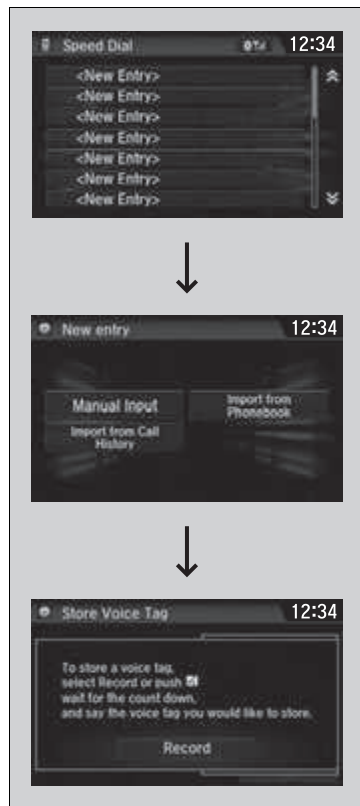 Speed Dial 12:34
<New Entry>
<New Entry>
<New Entry>
<New Entry>
<New Entry>
<New Entry>
<New Entry>
New entry 12:34
Manual Input
Import from
Phonebook
Import from Call
History
Store Voice Tag 12:34
To store a voice tag,
select Record or push
wait for the count down,
and say the voice tag you would like to store.
Record